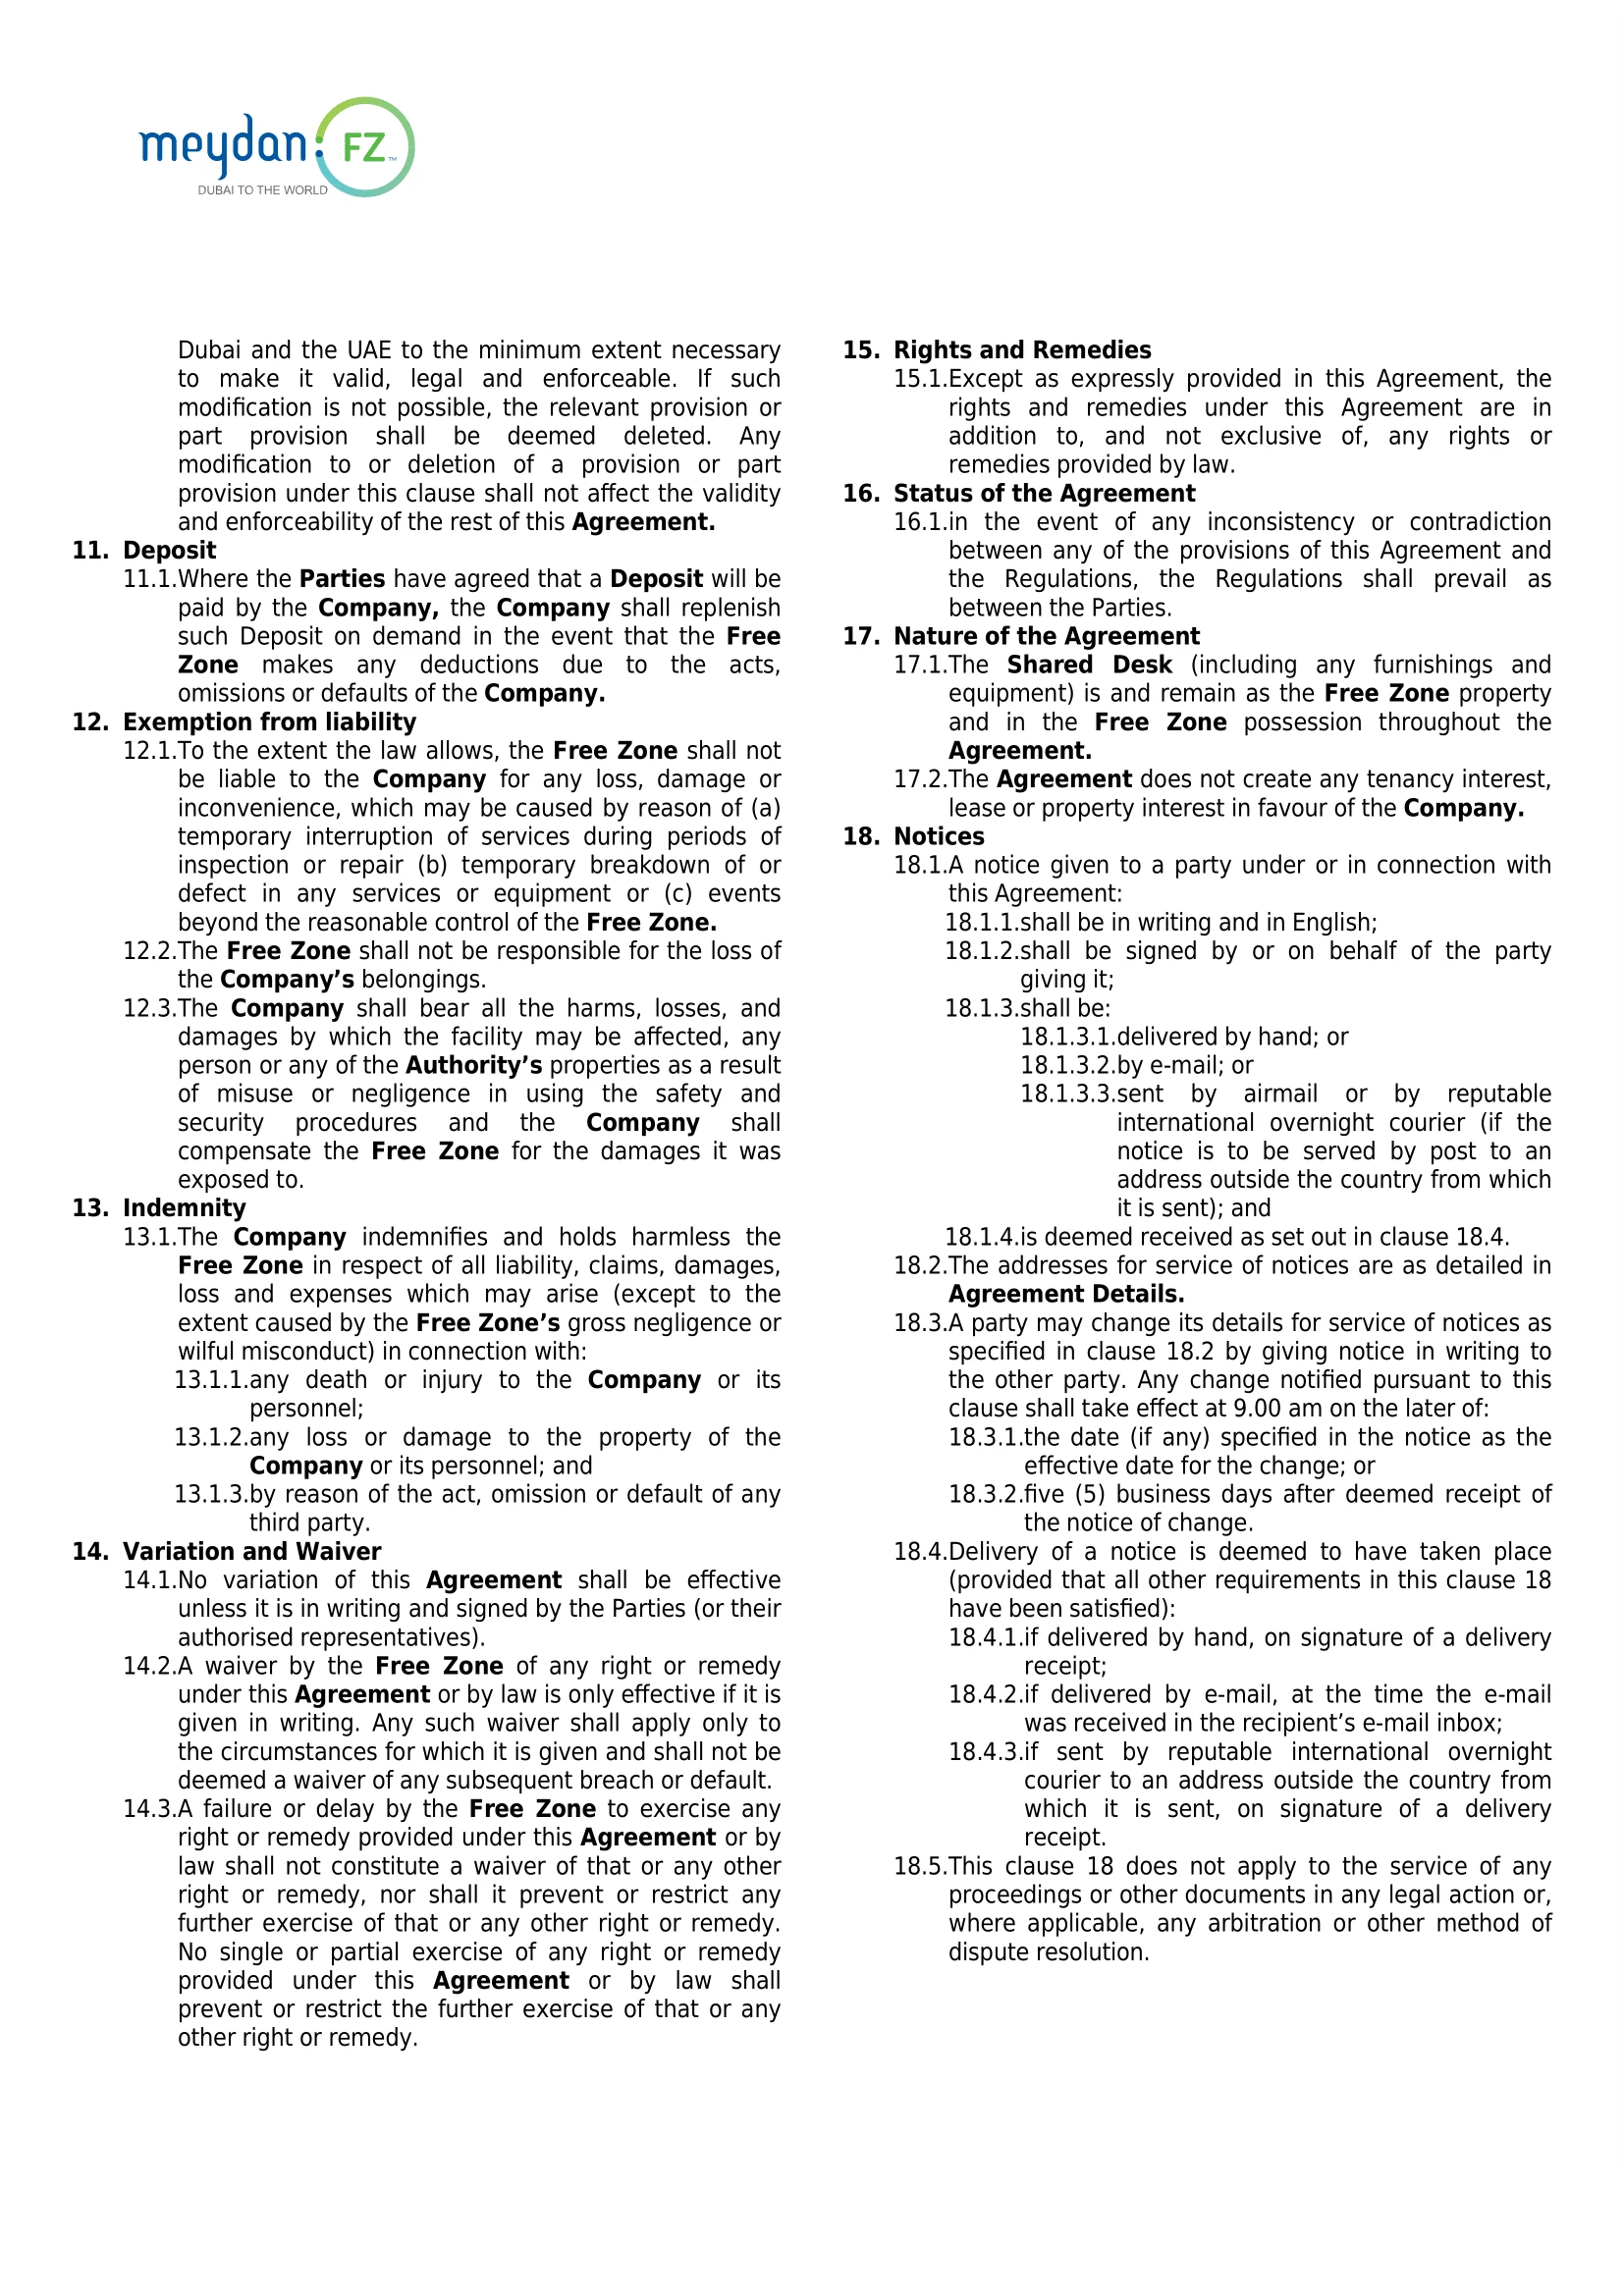 meydan FZ™
DUBAI TO THE WORLD
Dubai and the UAE to the minimum extent necessary
to make it valid, legal and enforceable. If such
modification is not possible, the relevant provision or
part provision shall be deemed deleted. Any
modification to or deletion of a provision or part
provision under this clause shall not affect the validity
and enforceability of the rest of this Agreement.
11. Deposit
11.1.Where the Parties have agreed that a Deposit will be
paid by the Company, the Company shall replenish
such Deposit on demand in the event that the Free
Zone makes any deductions due to the acts,
omissions or defaults of the Company.
12. Exemption from liability
12.1.To the extent the law allows, the Free Zone shall not
be liable to the Company for any loss, damage or
inconvenience, which may be caused by reason of (a)
temporary interruption of services during periods of
inspection or repair (b) temporary breakdown of or
defect in any services or equipment or (c) events
beyond the reasonable control of the Free Zone.
12.2.The Free Zone shall not be responsible for the loss of
the Company’s belongings.
12.3.The Company shall bear all the harms, losses, and
damages by which the facility may be affected, any
person or any of the Authority’s properties as a result
of misuse or negligence in using the safety and
security procedures and the Company shall
compensate the Free Zone for the damages it was
exposed to.
13. Indemnity
13.1.The Company indemnifies and holds harmless the
Free Zone in respect of all liability, claims, damages,
loss and expenses which may arise (except to the
extent caused by the Free Zone’s gross negligence or
wilful misconduct) in connection with:
13.1.1.any death or injury to the Company or its
personnel;
13.1.2.any loss or damage to the property of the
Company or its personnel; and
13.1.3.by reason of the act, omission or default of any
third party.
14. Variation and Waiver
14.1.No variation of this Agreement shall be effective
unless it is in writing and signed by the Parties (or their
authorised representatives).
14.2.A waiver by the Free Zone of any right or remedy
under this Agreement or by law is only effective if it is
given in writing. Any such waiver shall apply only to
the circumstances for which it is given and shall not be
deemed a waiver of any subsequent breach or default.
14.3.A failure or delay by the Free Zone to exercise any
right or remedy provided under this Agreement or by
law shall not constitute a waiver of that or any other
right or remedy, nor shall it prevent or restrict any
further exercise of that or any other right or remedy.
No single or partial exercise of any right or remedy
provided under this Agreement or by law shall
prevent or restrict the further exercise of that or any
other right or remedy.
15. Rights and Remedies
15.1.Except as expressly provided in this Agreement, the
rights and remedies under this Agreement are in
addition to, and not exclusive of, any rights or
remedies provided by law.
16. Status of the Agreement
16.1.in the event of any inconsistency or contradiction
between any of the provisions of this Agreement and
the Regulations, the Regulations shall prevail as
between the Parties.
17. Nature of the Agreement
17.1.The Shared Desk (including any furnishings and
equipment) is and remain as the Free Zone property
and in the Free Zone possession throughout the
Agreement.
17.2.The Agreement does not create any tenancy interest,
lease or property interest in favour of the Company.
18. Notices
18.1.A notice given to a party under or in connection with
this Agreement:
18.1.1.shall be in writing and in English;
18.1.2.shall be signed by or on behalf of the party
giving it;
18.1.3.shall be:
18.1.3.1.delivered by hand; or
18.1.3.2.by e-mail; or
18.1.3.3.sent by airmail or by reputable
international overnight courier (if the
notice is to be served by post to an
address outside the country from which
it is sent); and
18.1.4.is deemed received as set out in clause 18.4.
18.2.The addresses for service of notices are as detailed in
Agreement Details.
18.3.A party may change its details for service of notices as
specified in clause 18.2 by giving notice in writing to
the other party. Any change notified pursuant to this
clause shall take effect at 9.00 am on the later of:
18.3.1.the date (if any) specified in the notice as the
effective date for the change; or
18.3.2.five (5) business days after deemed receipt of
the notice of change.
18.4.Delivery of a notice is deemed to have taken place
(provided that all other requirements in this clause 18
have been satisfied):
18.4.1.if delivered by hand, on signature of a delivery
receipt;
18.4.2.if delivered by e-mail, at the time the e-mail
was received in the recipient’s e-mail inbox;
18.4.3.if sent by reputable international overnight
courier to an address outside the country from
which it is sent, on signature of a delivery
receipt.
18.5.This clause 18 does not apply to the service of any
proceedings or other documents in any legal action or,
where applicable, any arbitration or other method of
dispute resolution.